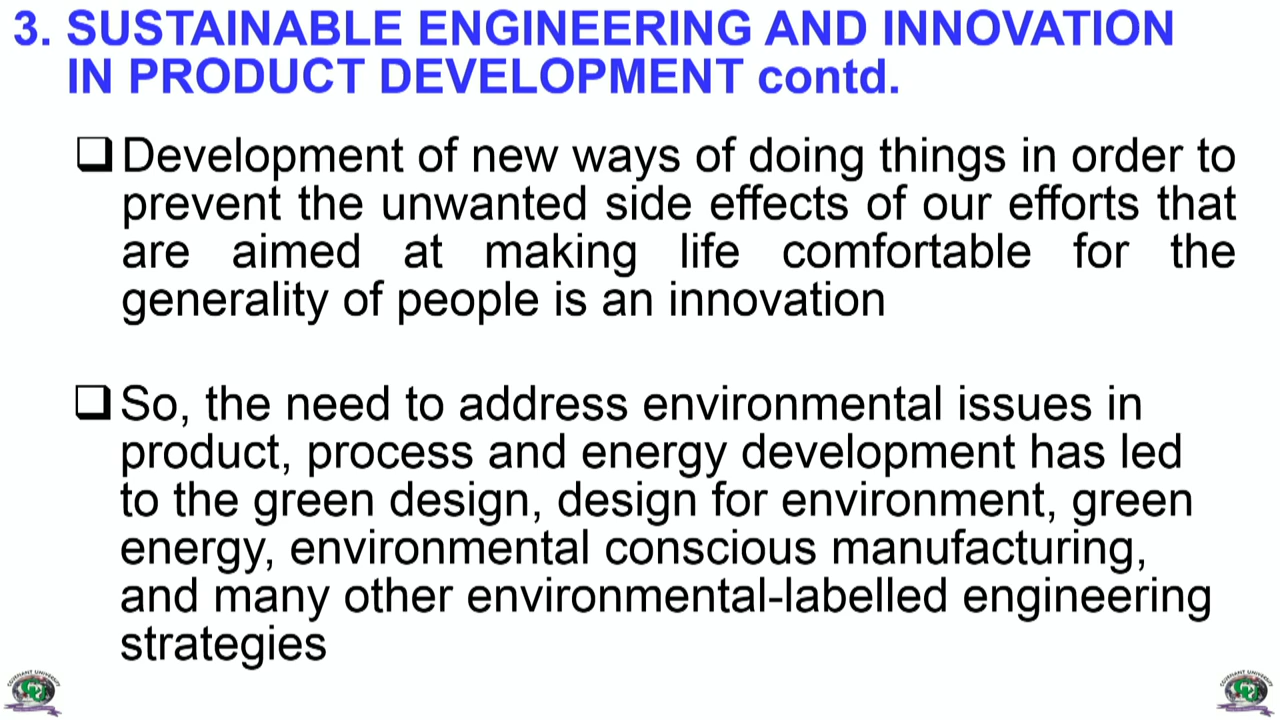 3. SUSTAINABLE ENGINEERING AND INNOVATION
IN PRODUCT DEVELOPMENT contd.
❑ Development of new ways of doing things in order to
prevent the unwanted side effects of our efforts that
are aimed at making life comfortable for the
generality of people is an innovation
❑ So, the need to address environmental issues in
product, process and energy development has led
to the green design, design for environment, green
energy, environmental conscious manufacturing,
and many other environmental-labelled engineering
strategies
COVENANT UNIVERSITY
COVENANT UNIVERSITY